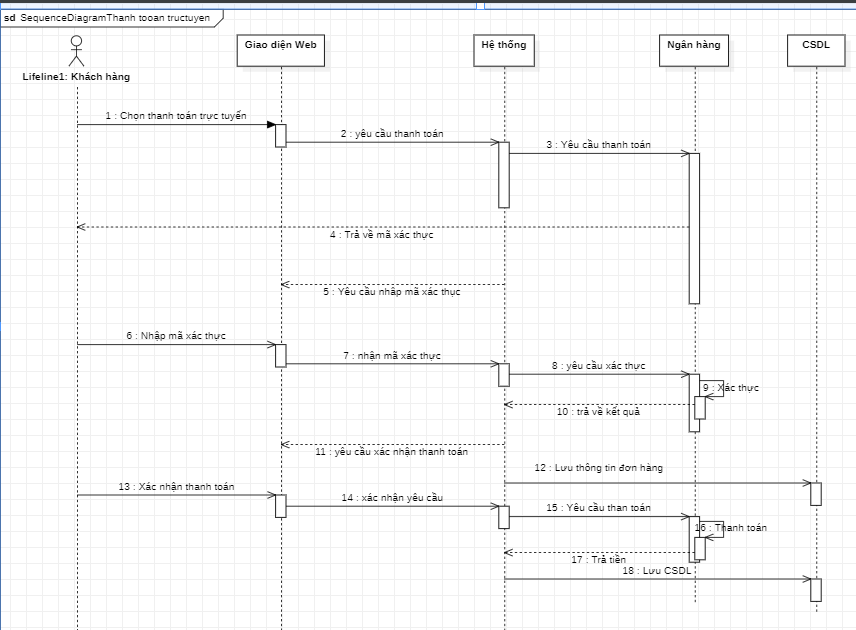 sd SequenceDiagramThanh tooan tructuyen
Giao diện Web
Hệ thống
Ngân hàng
CSDL
Lifeline1: Khách hàng
1 : Chọn thanh toán trực tuyến
2 : yêu cầu thanh toán
3 : Yêu cầu thanh toán
4 : Trả về mã xác thực
5 : Yêu cầu nhập mã xác thục
6 : Nhập mã xác thực
7 : nhận mã xác thực
8 : yêu cầu xác thực
9 : Xác thực
10 : trả về kết quả
11 : yêu cầu xác nhận thanh toán
12 : Lưu thông tin đơn hàng
13 : Xác nhận thanh toán
14 : xác nhận yêu cầu
15 : Yêu cầu than toán
16 : Thanh toán
17 : Trả tiền
18 : Lưu CSDL